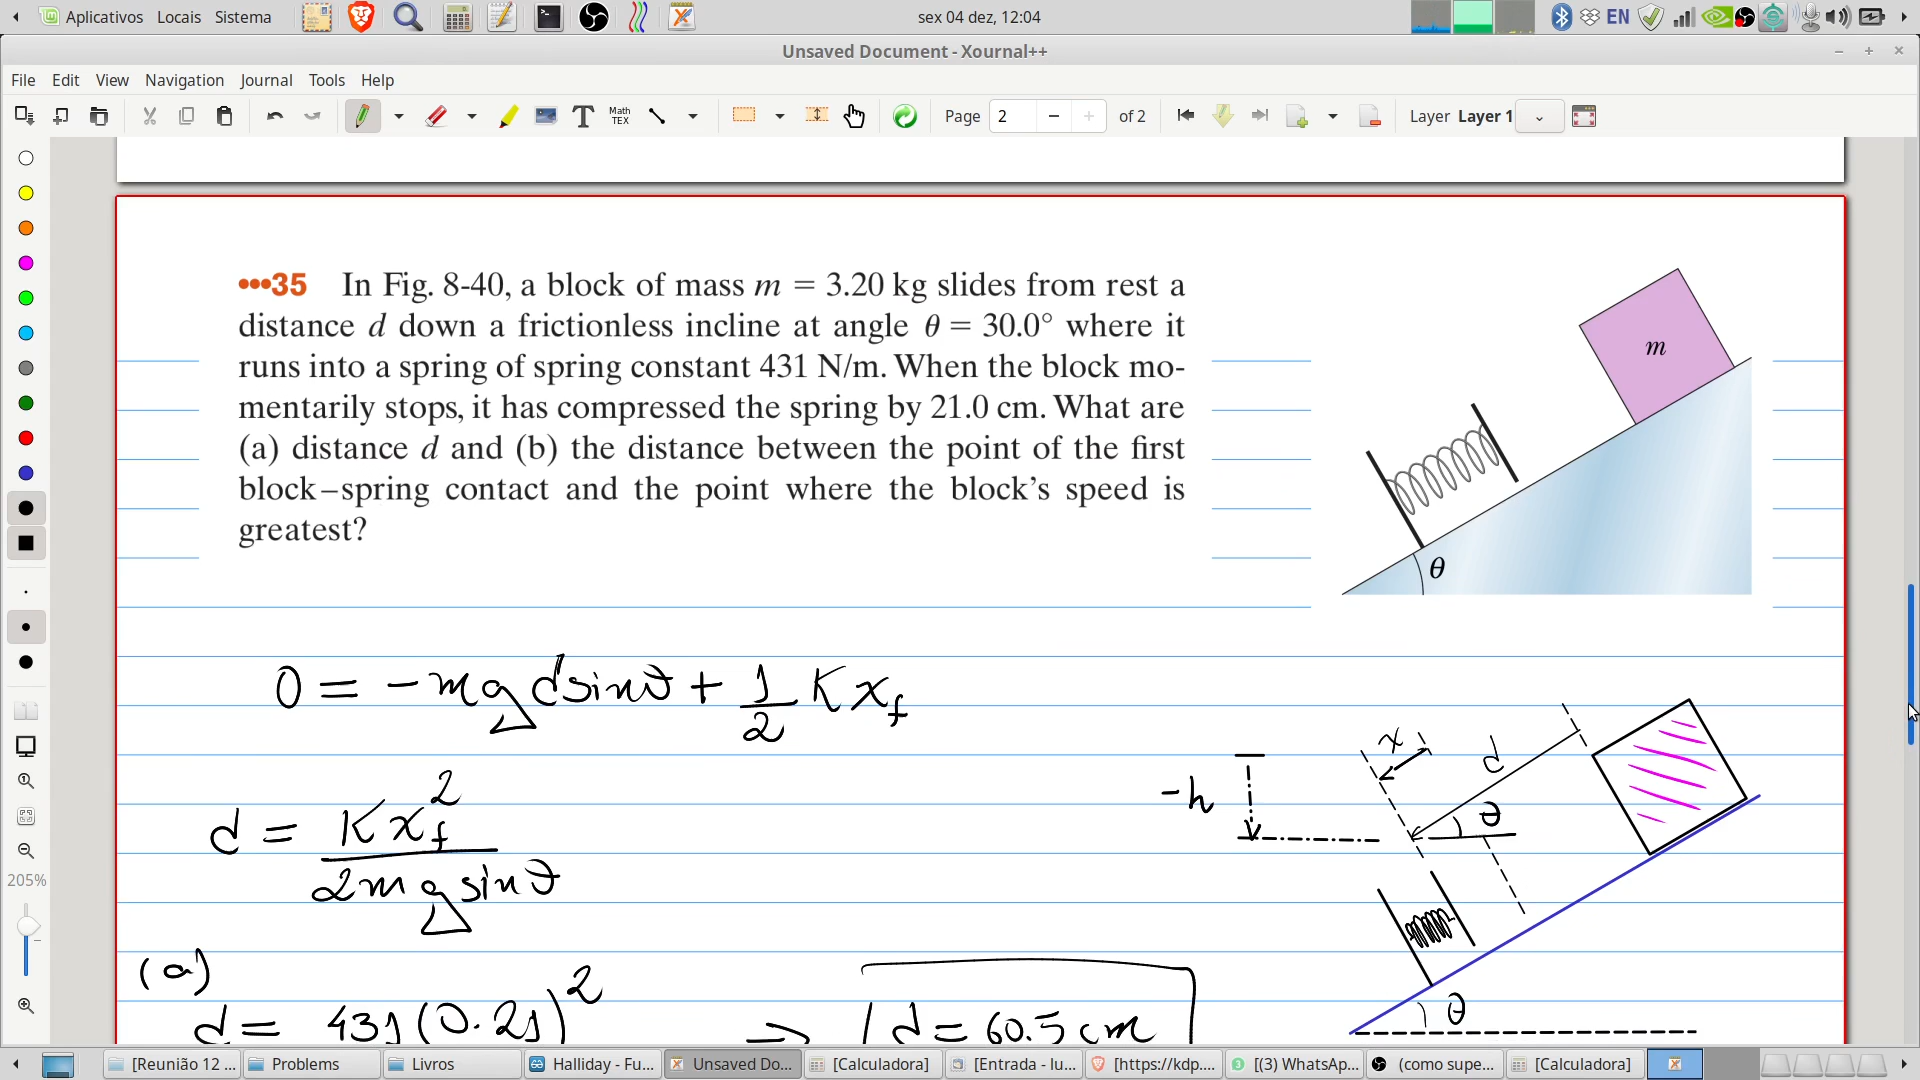 Aplicativos Locais Sistema
sex 04 dez, 12:04
EN
Unsaved Document - Xournal++
File Edit View Navigation Journal Tools Help
T Math TEX Page 2 of 2 Layer Layer 1
•••35 In Fig. 8-40, a block of mass m = 3.20 kg slides from rest a
distance d down a frictionless incline at angle θ = 30.0° where it
runs into a spring of spring constant 431 N/m. When the block mo-
mentarily stops, it has compressed the spring by 21.0 cm. What are
(a) distance d and (b) the distance between the point of the first
block–spring contact and the point where the block's speed is
greatest?
m
θ
0 = - mg d sinθ + 1/2 K x_f
d = K x_f^2 / 2mg sinθ
(a)
d = 431 (0.21)^2 => d = 60.5 cm
-h
x
d
θ
θ
205%
[Reunião 12 ... Problems Livros Halliday - Fu... Unsaved Do... [Calculadora] [Entrada - lu... [https://kdp.... [(3) WhatsAp... (como supe... [Calculadora]